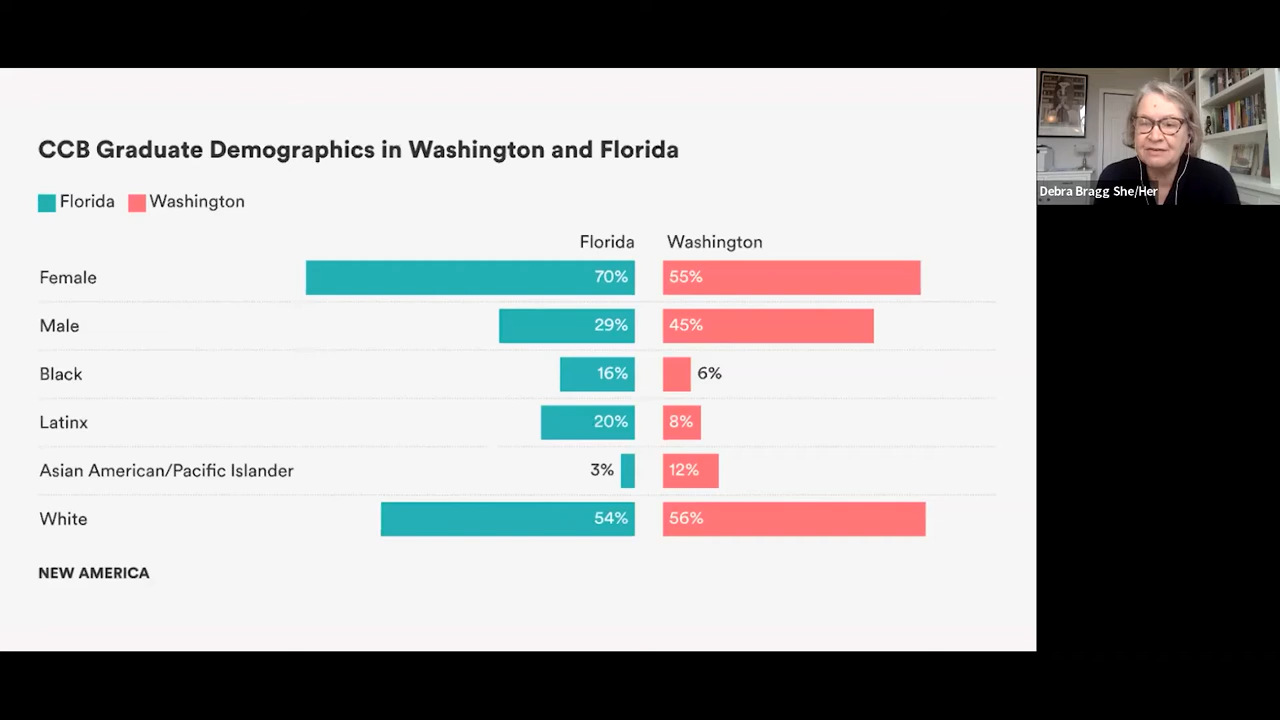 CCB Graduate Demographics in Washington and Florida
Florida Washington
Florida Washington
Female 70% 55%
Male 29% 45%
Black 16% 6%
Latinx 20% 8%
Asian American/Pacific Islander 3% 12%
White 54% 56%
NEW AMERICA
Debra Bragg She/Her